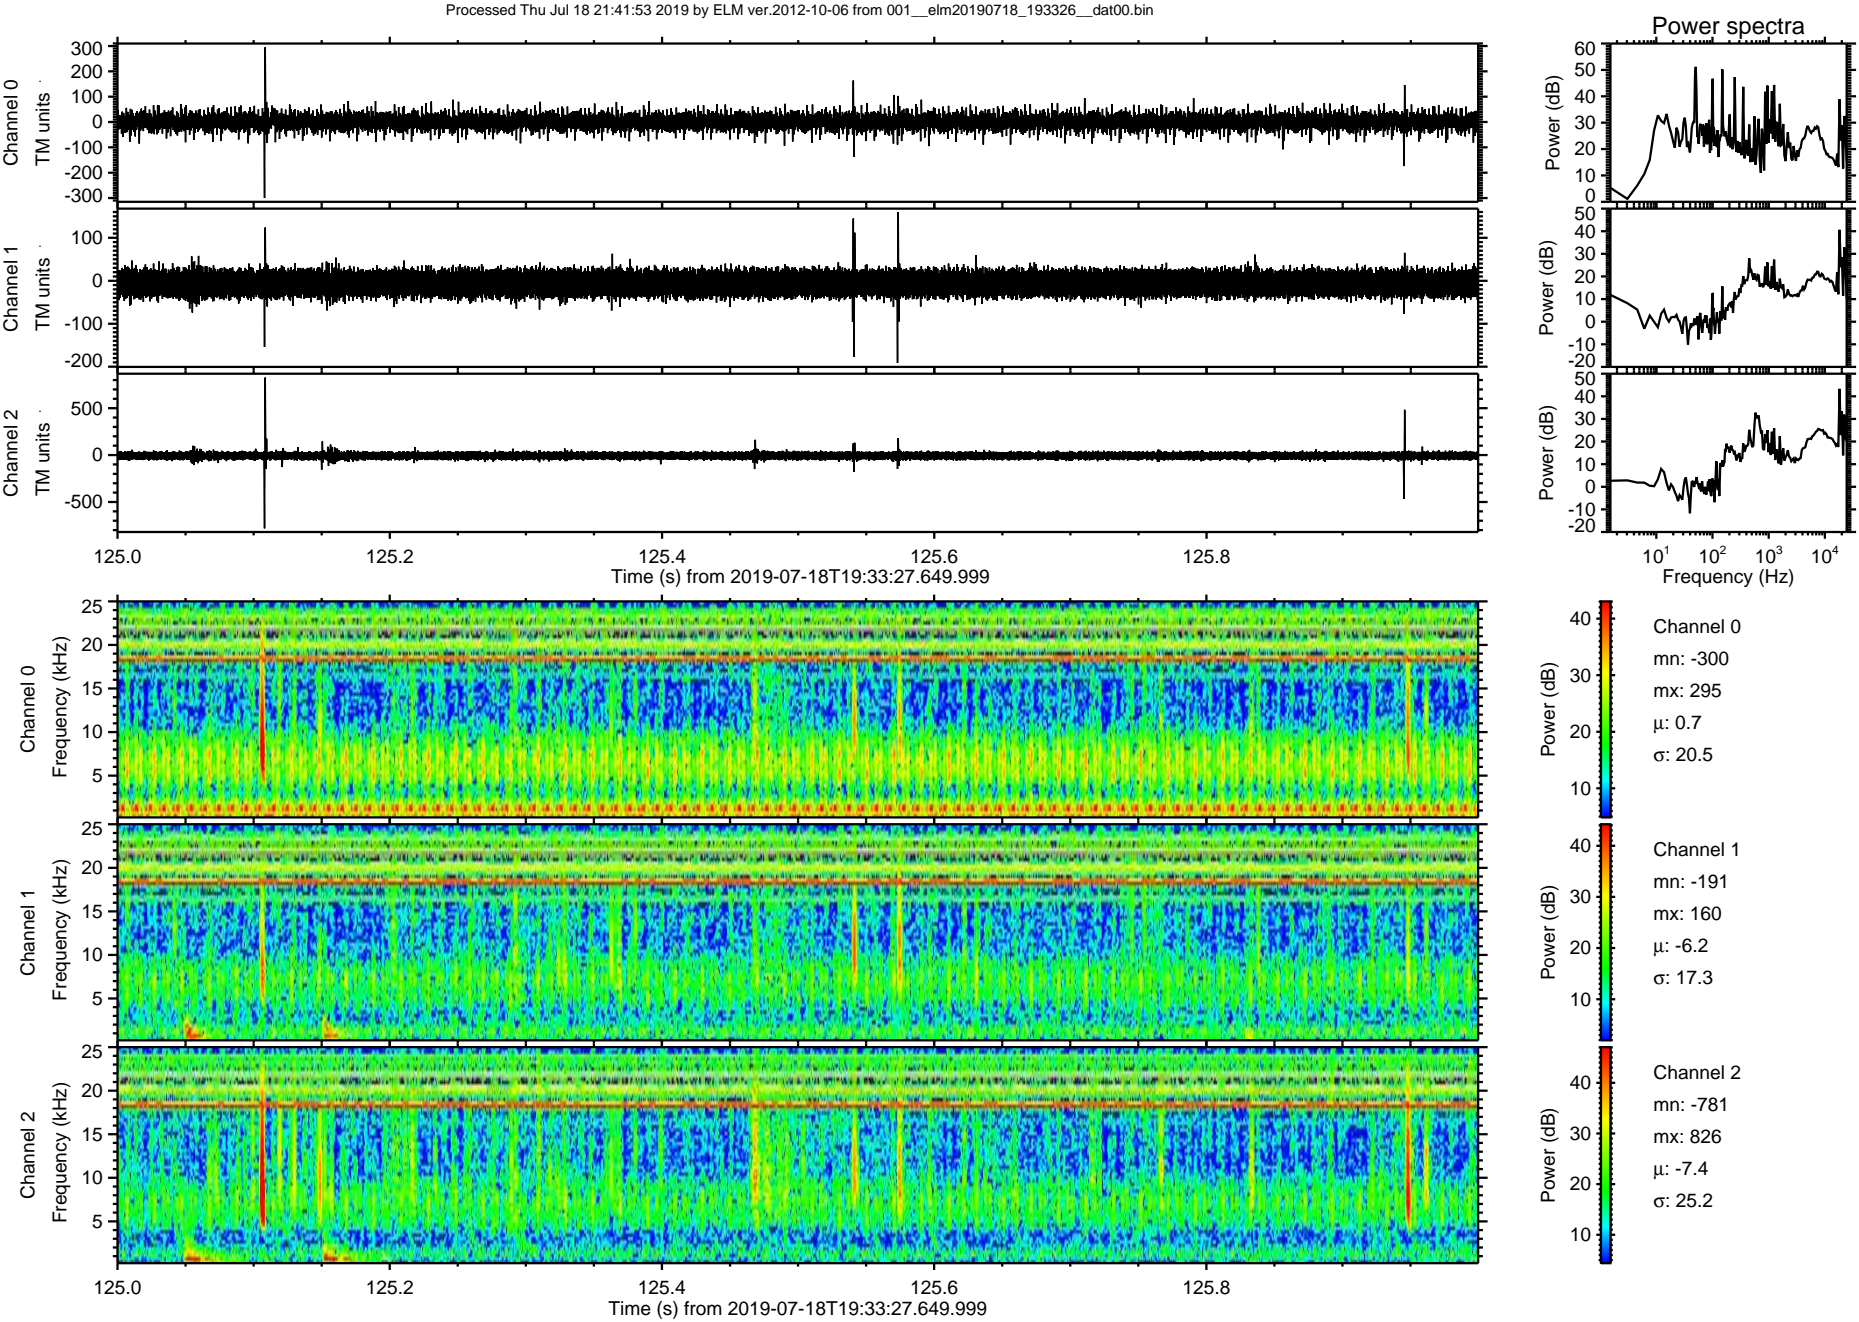 Processed Thu Jul 18 21:41:53 2019 by ELM ver.2012-10-06 from 001__elm20190718_193326__dat00.bin
Power spectra
Channel 0
TM units
300
200
100
0
-100
-200
-300
Power (dB)
60
50
40
30
20
10
0
Channel 1
TM units
100
0
-100
-200
Power (dB)
50
40
30
20
10
0
-10
-20
Channel 2
TM units
500
0
-500
Power (dB)
50
40
30
20
10
0
-10
-20
125.0 125.2 125.4 125.6 125.8
Time (s) from 2019-07-18T19:33:27.649.999
10¹ 10² 10³ 10⁴
Frequency (Hz)
Channel 0
Frequency (kHz)
25
20
15
10
5
Power (dB)
40
30
20
10
Channel 0
mn: -300
mx: 295
μ: 0.7
σ: 20.5
Channel 1
Frequency (kHz)
25
20
15
10
5
Power (dB)
40
30
20
10
Channel 1
mn: -191
mx: 160
μ: -6.2
σ: 17.3
Channel 2
Frequency (kHz)
25
20
15
10
5
Power (dB)
40
30
20
10
Channel 2
mn: -781
mx: 826
μ: -7.4
σ: 25.2
125.0 125.2 125.4 125.6 125.8
Time (s) from 2019-07-18T19:33:27.649.999